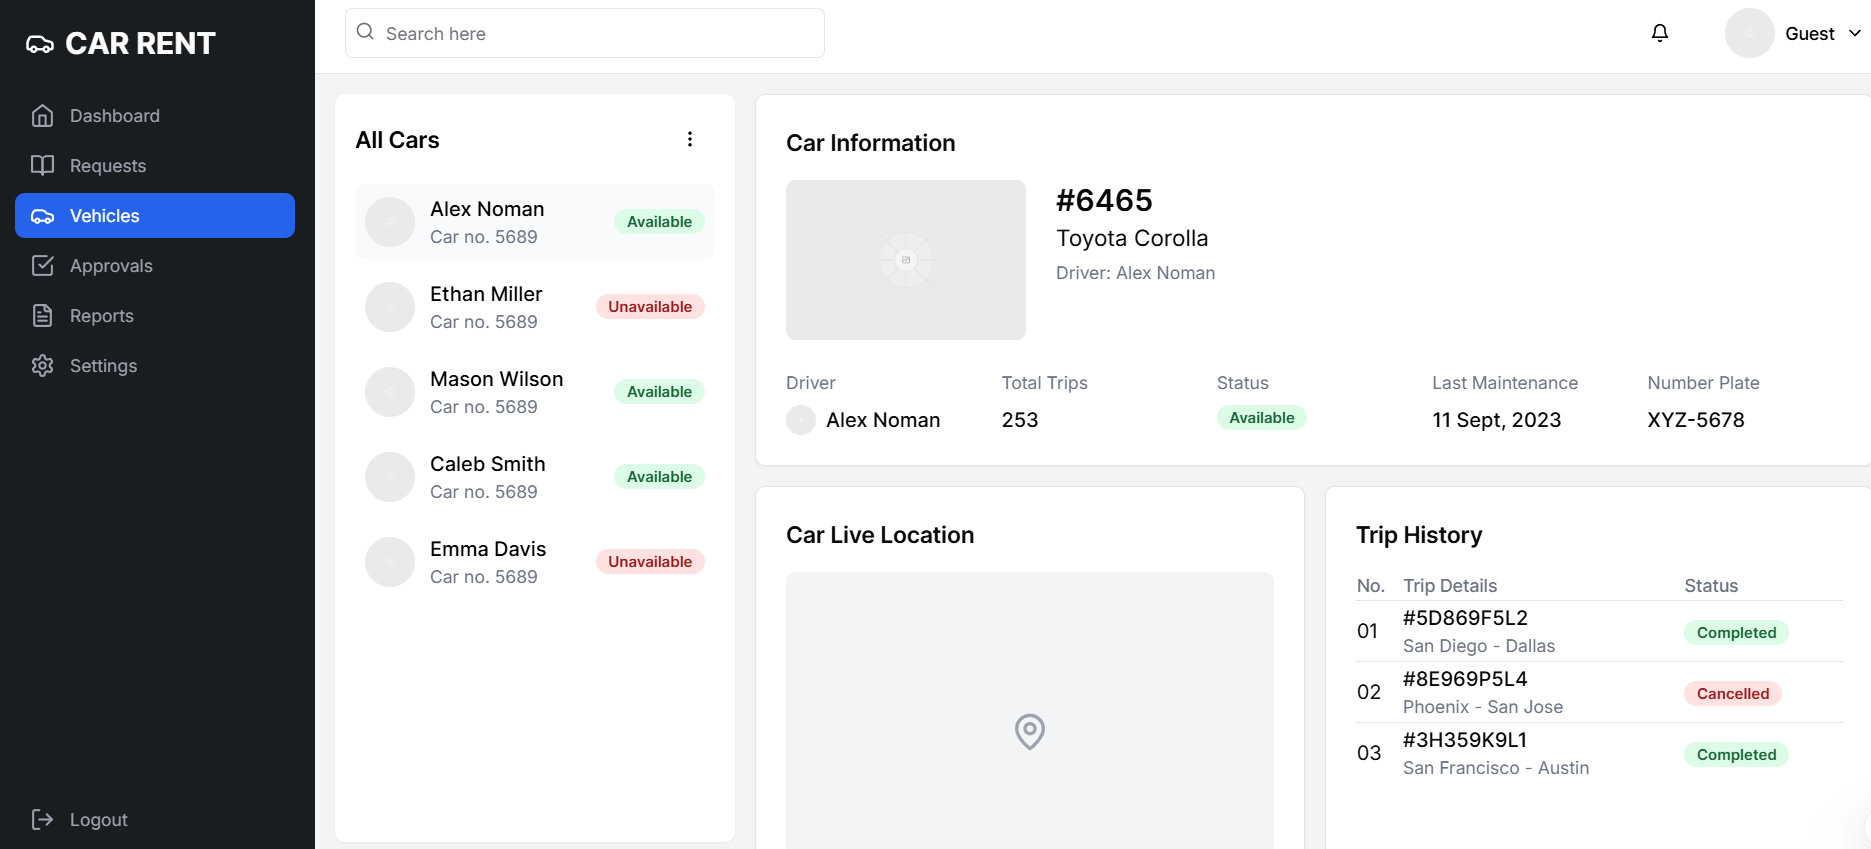 CAR RENT
Dashboard
Requests
Vehicles
Approvals
Reports
Settings
Logout
Search here
Guest
All Cars
Alex Noman
Car no. 5689
Available
Ethan Miller
Car no. 5689
Unavailable
Mason Wilson
Car no. 5689
Available
Caleb Smith
Car no. 5689
Available
Emma Davis
Car no. 5689
Unavailable
Car Information
#6465
Toyota Corolla
Driver: Alex Noman
Driver
Alex Noman
Total Trips
253
Status
Available
Last Maintenance
11 Sept, 2023
Number Plate
XYZ-5678
Car Live Location
Trip History
No. Trip Details Status
01 #5D869F5L2 Completed
San Diego - Dallas
02 #8E969P5L4 Cancelled
Phoenix - San Jose
03 #3H359K9L1 Completed
San Francisco - Austin